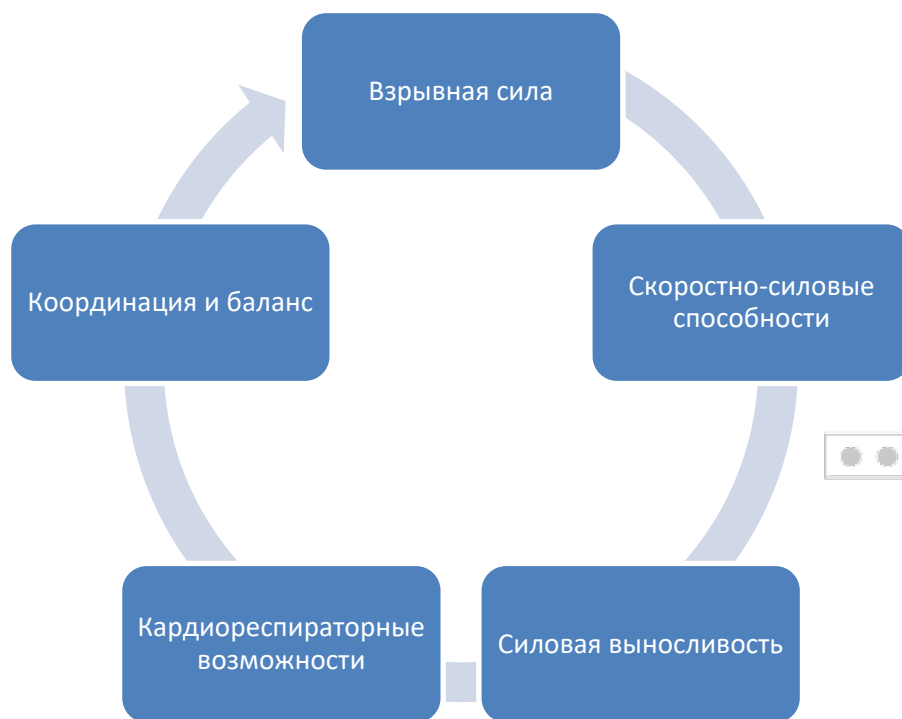 Взрывная сила
Скоростно-силовые
способности
Силовая выносливость
Кардиореспираторные
возможности
Координация и баланс